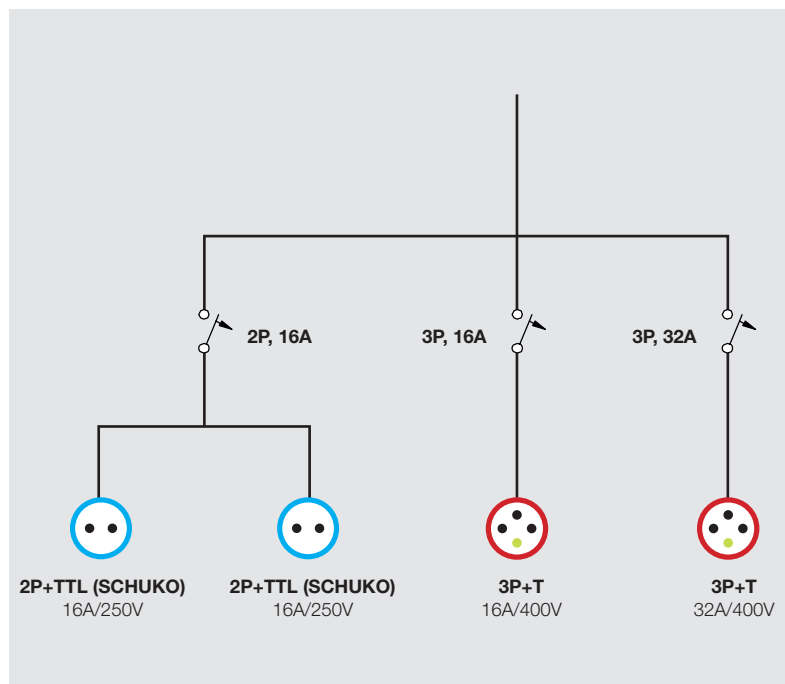 2P, 16A
3P, 16A
3P, 32A
2P+TTL (SCHUKO)
16A/250V
2P+TTL (SCHUKO)
16A/250V
3P+T
16A/400V
3P+T
32A/400V